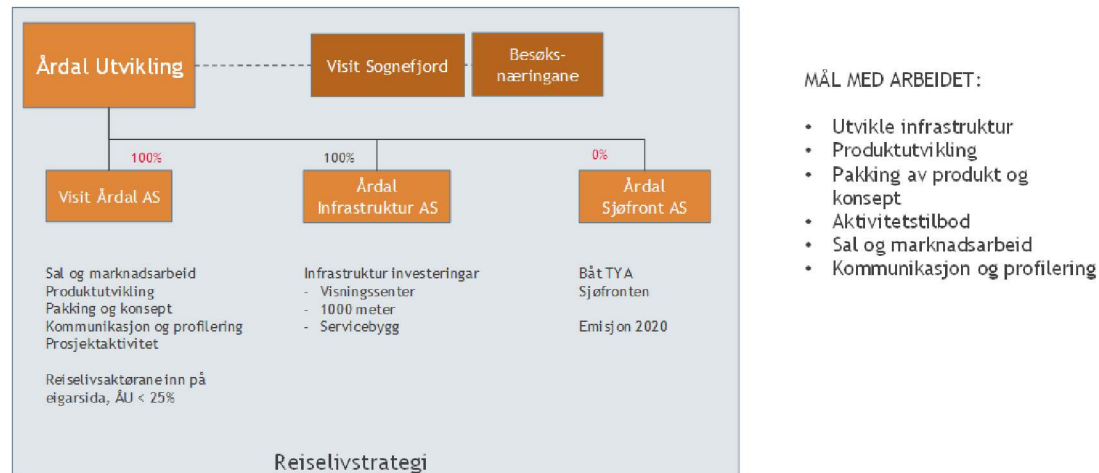 Årdal Utvikling
Visit Sognefjord
Besøks-
næringane
100%
100%
0%
Visit Årdal AS
Årdal
Infrastruktur AS
Årdal
Sjøfront AS
Sal og marknadsarbeid
Produktutvikling
Pakking og konsept
Kommunikasjon og profilering
Prosjektaktivitet
Reiselivsaktørane inn på
eigarsida, ÅU < 25%
Infrastruktur investeringar
- Visningssenter
- 1000 meter
- Servicebygg
Båt TYA
Sjøfronten
Emisjon 2020
Reiselivstrategi
MÅL MED ARBEIDET:
• Utvikle infrastruktur
• Produktutvikling
• Pakking av produkt og
konsept
• Aktivitetstilbod
• Sal og marknadsarbeid
• Kommunikasjon og profilering